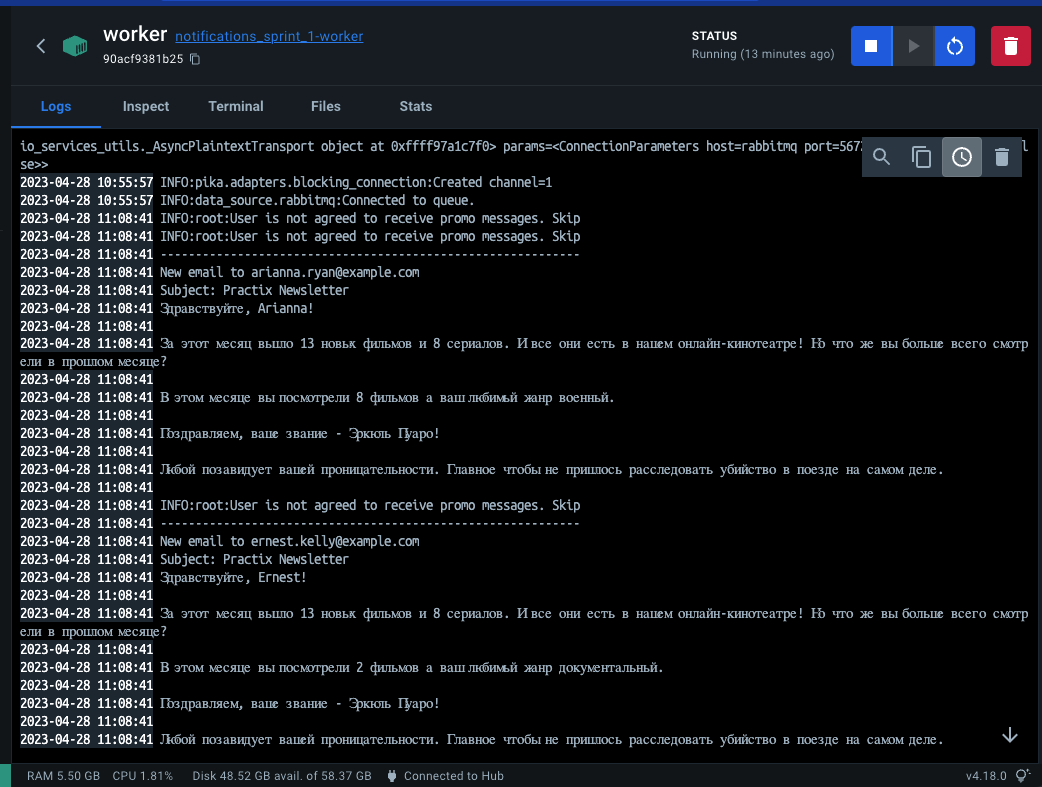 worker notifications_sprint_1-worker
90acf9381b25
STATUS
Running (13 minutes ago)
Logs Inspect Terminal Files Stats
io_services_utils._AsyncPlaintextTransport object at 0xffff97a1c7f0> params=<ConnectionParameters host=rabbitmq port=567
se>>
2023-04-28 10:55:57 INFO:pika.adapters.blocking_connection:Created channel=1
2023-04-28 10:55:57 INFO:data_source.rabbitmq:Connected to queue.
2023-04-28 11:08:41 INFO:root:User is not agreed to receive promo messages. Skip
2023-04-28 11:08:41 INFO:root:User is not agreed to receive promo messages. Skip
2023-04-28 11:08:41 ------------------------------------------------------------
2023-04-28 11:08:41 New email to arianna.ryan@example.com
2023-04-28 11:08:41 Subject: Practix Newsletter
2023-04-28 11:08:41 Здравствуйте, Arianna!
2023-04-28 11:08:41
2023-04-28 11:08:41 За этот месяц вышло 13 новых фильмов и 8 сериалов. И все они есть в нашем онлайн-кинотеатре! Но что же вы больше всего смотр
ели в прошлом месяце?
2023-04-28 11:08:41
2023-04-28 11:08:41 В этом месяце вы посмотрели 8 фильмов а ваш любимый жанр военный.
2023-04-28 11:08:41
2023-04-28 11:08:41 Поздравляем, ваше звание - Эркюль Пуаро!
2023-04-28 11:08:41
2023-04-28 11:08:41 Любой позавидует вашей проницательности. Главное чтобы не пришлось расследовать убийство в поезде на самом деле.
2023-04-28 11:08:41
2023-04-28 11:08:41 INFO:root:User is not agreed to receive promo messages. Skip
2023-04-28 11:08:41 ------------------------------------------------------------
2023-04-28 11:08:41 New email to ernest.kelly@example.com
2023-04-28 11:08:41 Subject: Practix Newsletter
2023-04-28 11:08:41 Здравствуйте, Ernest!
2023-04-28 11:08:41
2023-04-28 11:08:41 За этот месяц вышло 13 новых фильмов и 8 сериалов. И все они есть в нашем онлайн-кинотеатре! Но что же вы больше всего смотр
ели в прошлом месяце?
2023-04-28 11:08:41
2023-04-28 11:08:41 В этом месяце вы посмотрели 2 фильмов а ваш любимый жанр документальный.
2023-04-28 11:08:41
2023-04-28 11:08:41 Поздравляем, ваше звание - Эркюль Пуаро!
2023-04-28 11:08:41
2023-04-28 11:08:41 Любой позавидует вашей проницательности. Главное чтобы не пришлось расследовать убийство в поезде на самом деле.
RAM 5.50 GB CPU 1.81% Disk 48.52 GB avail. of 58.37 GB Connected to Hub v4.18.0